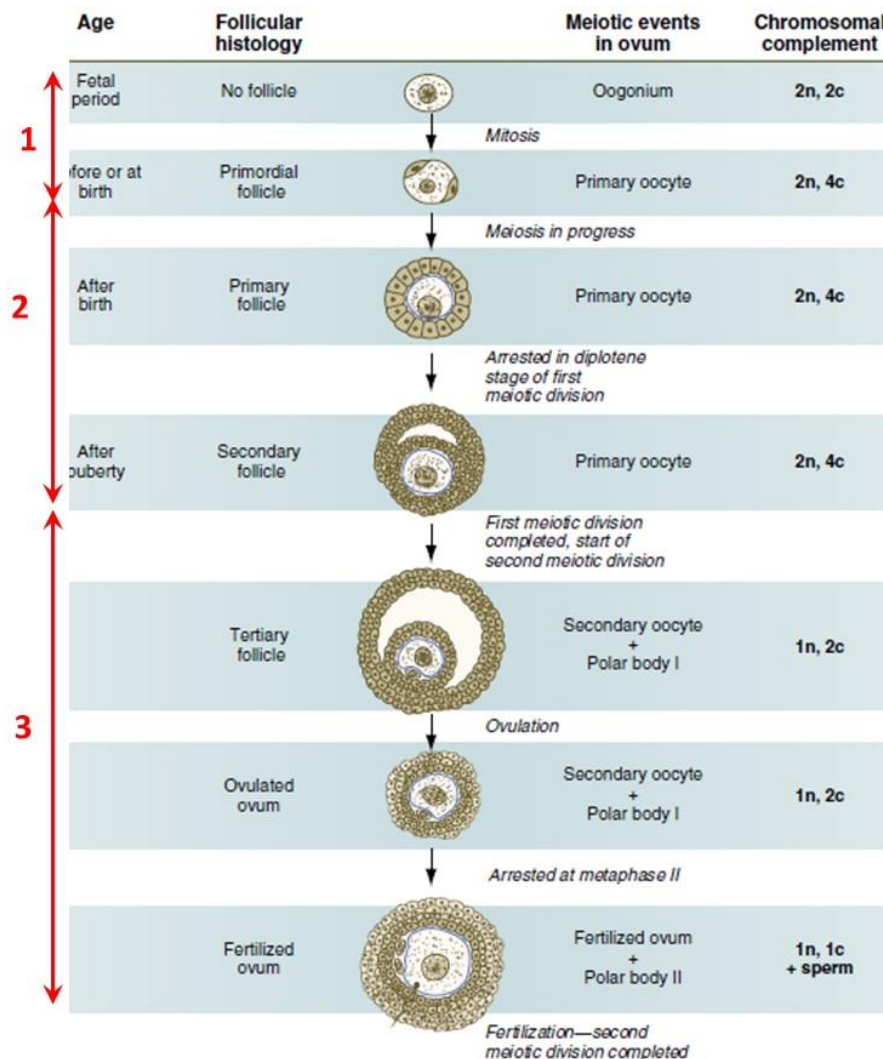 Age
Follicular
histology
Meiotic events
in ovum
Chromosomal
complement
1
Fetal
period
No follicle
Oogonium
2n, 2c
Mitosis
efore or at
birth
Primordial
follicle
Primary oocyte
2n, 4c
Meiosis in progress
2
After
birth
Primary
follicle
Primary oocyte
2n, 4c
Arrested in diplotene
stage of first
meiotic division
After
uberty
Secondary
follicle
Primary oocyte
2n, 4c
First meiotic division
completed, start of
second meiotic division
3
Tertiary
follicle
Secondary oocyte
+
Polar body I
1n, 2c
Ovulation
Ovulated
ovum
Secondary oocyte
+
Polar body I
1n, 2c
Arrested at metaphase II
Fertilized
ovum
Fertilized ovum
+
Polar body II
1n, 1c
+ sperm
Fertilization—second
meiotic division completed